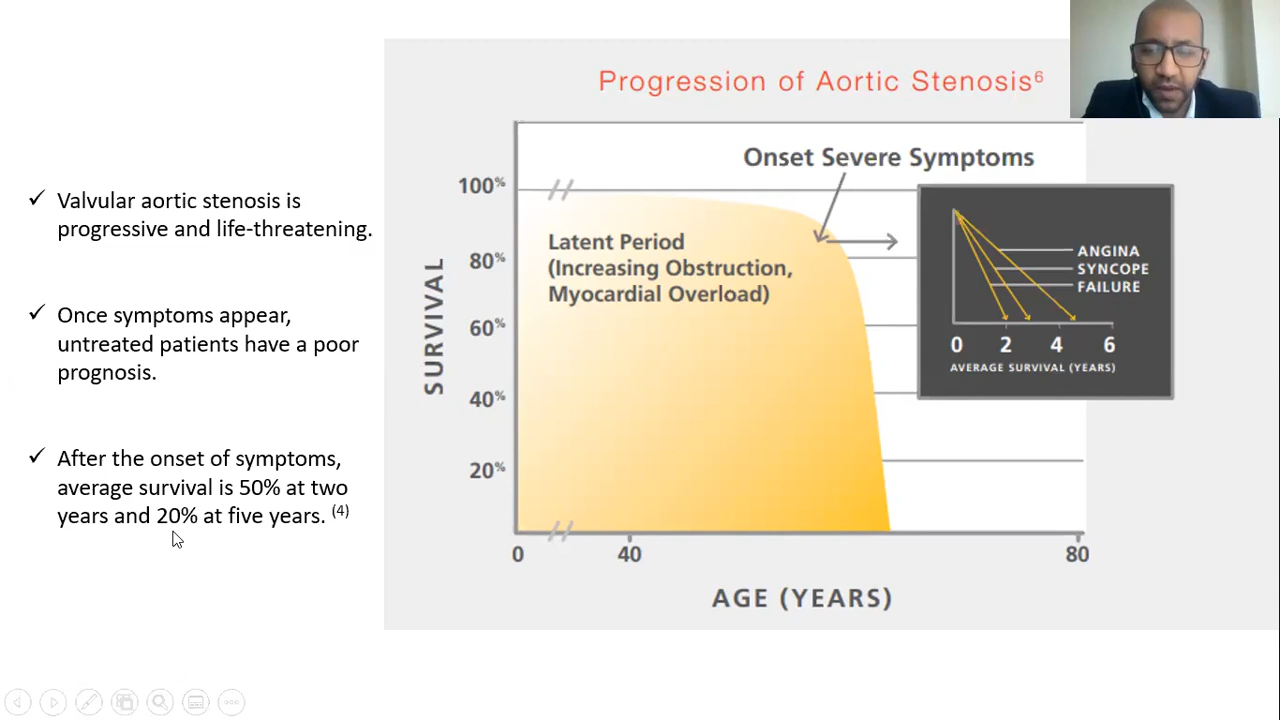 ✓ Valvular aortic stenosis is
progressive and life-threatening.
✓ Once symptoms appear,
untreated patients have a poor
prognosis.
✓ After the onset of symptoms,
average survival is 50% at two
years and 20% at five years. (4)
Progression of Aortic Stenosis6
Onset Severe Symptoms
Latent Period
(Increasing Obstruction,
Myocardial Overload)
SURVIVAL
100%
80%
60%
40%
20%
0 40 80
AGE (YEARS)
ANGINA
SYNCOPE
FAILURE
0 2 4 6
AVERAGE SURVIVAL (YEARS)